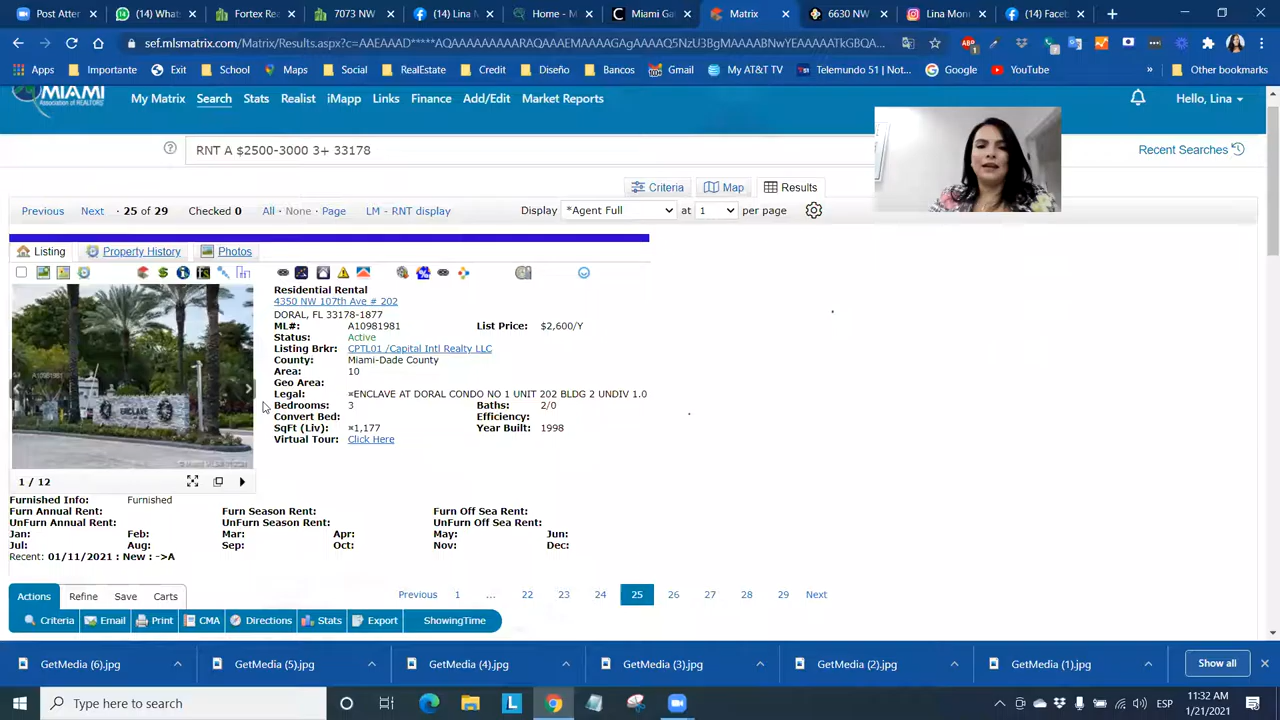 Post Atter
(14) Whats
Fortex Re
7073 NW
(14) Lina N
Home - M
Miami Gat
Matrix
6630 NW
Lina Mon
(14) Faceb
sef.mlsmatrix.com/Matrix/Results.aspx?c=AAEAAAD*****AQAAAAAAAAARAQAAAEMAAAAGAgAAAAQ5NzU3BgMAAAABNwYEAAAAATkGBQA...
Apps Importante Exit School Maps Social RealEstate Credit Diseño Bancos Gmail My AT&T TV Telemundo 51 | Not... Google YouTube » Other bookmarks
MIAMI
Association of REALTORS
My Matrix Search Stats Realist iMapp Links Finance Add/Edit Market Reports Hello, Lina
RNT A $2500-3000 3+ 33178
Recent Searches
Criteria Map Results
Previous Next · 25 of 29 Checked 0 All · None · Page LM - RNT display Display *Agent Full at 1 per page
Listing Property History Photos
Residential Rental
4350 NW 107th Ave # 202
DORAL, FL 33178-1877
ML#: A10981981 List Price: $2,600/Y
Status: Active
Listing Brkr: CPTL01 /Capital Intl Realty LLC
County: Miami-Dade County
Area: 10
Geo Area:
Legal: ¤ENCLAVE AT DORAL CONDO NO 1 UNIT 202 BLDG 2 UNDIV 1.0
Bedrooms: 3 Baths: 2/0
Convert Bed: Efficiency:
SqFt (Liv): ¤1,177 Year Built: 1998
Virtual Tour: Click Here
ENCLAVE
1 / 12
Furnished Info: Furnished
Furn Annual Rent: Furn Season Rent: Furn Off Sea Rent:
UnFurn Annual Rent: UnFurn Season Rent: UnFurn Off Sea Rent:
Jan: Feb: Mar: Apr: May: Jun:
Jul: Aug: Sep: Oct: Nov: Dec:
Recent: 01/11/2021 : New : ->A
Actions Refine Save Carts
Previous 1 ... 22 23 24 25 26 27 28 29 Next
Criteria Email Print CMA Directions Stats Export ShowingTime
GetMedia (6).jpg GetMedia (5).jpg GetMedia (4).jpg GetMedia (3).jpg GetMedia (2).jpg GetMedia (1).jpg Show all
Type here to search
ESP
11:32 AM
1/21/2021